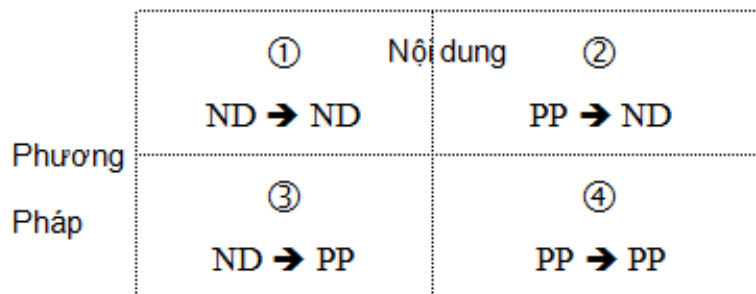 ① Nội dung ②
ND ➔ ND PP ➔ ND
Phương
③ ④
Pháp
ND ➔ PP PP ➔ PP